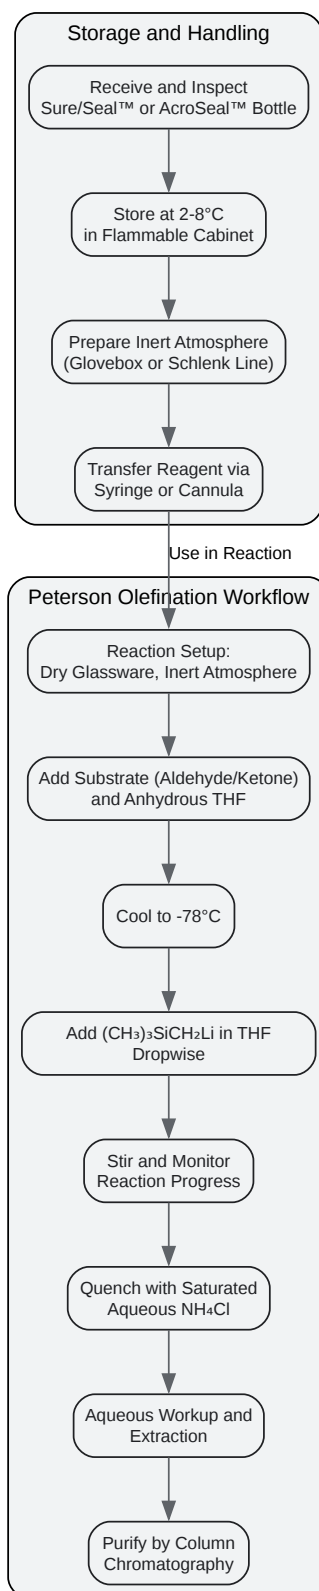 Storage and Handling
Receive and Inspect
Sure/Seal™ or AcroSeal™ Bottle
Store at 2-8°C
in Flammable Cabinet
Prepare Inert Atmosphere
(Glovebox or Schlenk Line)
Transfer Reagent via
Syringe or Cannula
Use in Reaction
Peterson Olefination Workflow
Reaction Setup:
Dry Glassware, Inert Atmosphere
Add Substrate (Aldehyde/Ketone)
and Anhydrous THF
Cool to -78°C
Add (CH₃)₃SiCH₂Li in THF
Dropwise
Stir and Monitor
Reaction Progress
Quench with Saturated
Aqueous NH₄Cl
Aqueous Workup and
Extraction
Purify by Column
Chromatography